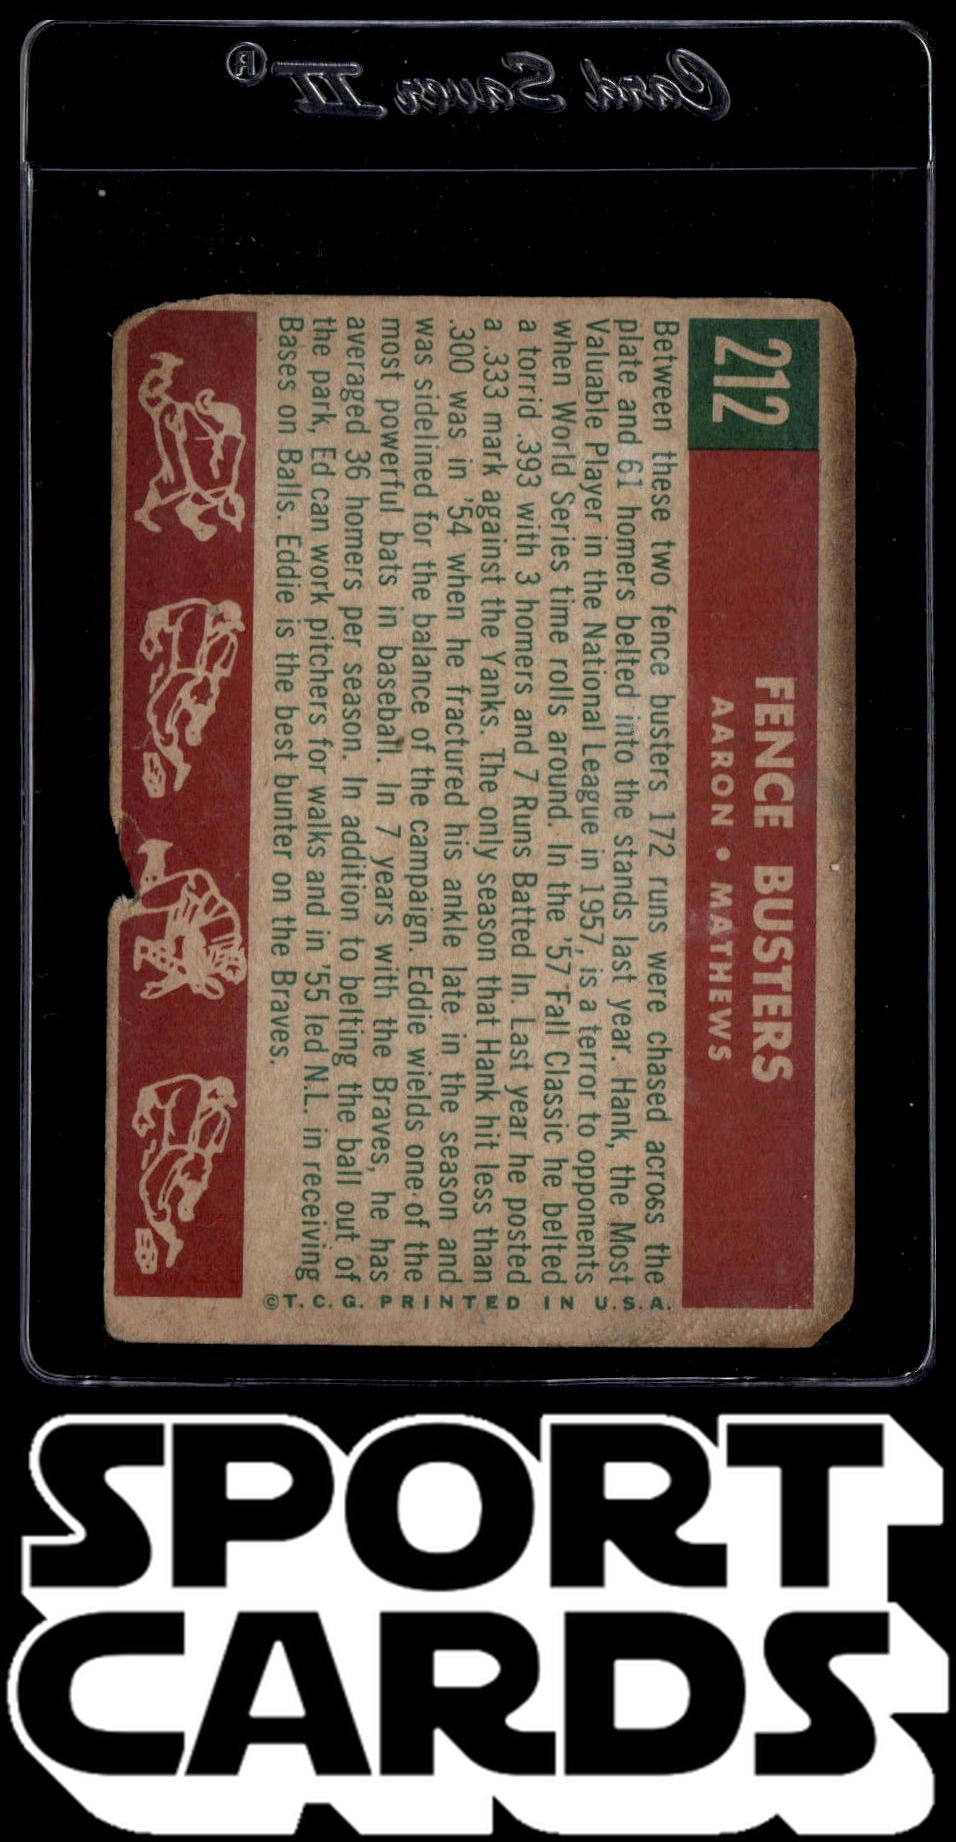 Card Saver III®
212
FENCE BUSTERS
AARON • MATHEWS
Between these two fence busters 172 runs were chased across the
plate and 61 homers belted into the stands last year. Hank, the Most
Valuable Player in the National League in 1957, is a terror to opponents
when World Series time rolls around. In the '57 Fall Classic he belted
a torrid .393 with 3 homers and 7 Runs Batted In. Last year he posted
a .333 mark against the Yanks. The only season that Hank hit less than
.300 was in '54 when he fractured his ankle late in the season and
was sidelined for the balance of the campaign. Eddie wields one of the
most powerful bats in baseball. In 7 years with the Braves, he has
averaged 36 homers per season. In addition to belting the ball out of
the park, Ed can work pitchers for walks and in '55 led N.L. in receiving
Bases on Balls. Eddie is the best bunter on the Braves.
©T.C.G. PRINTED IN U.S.A.
SPORT
CARDS